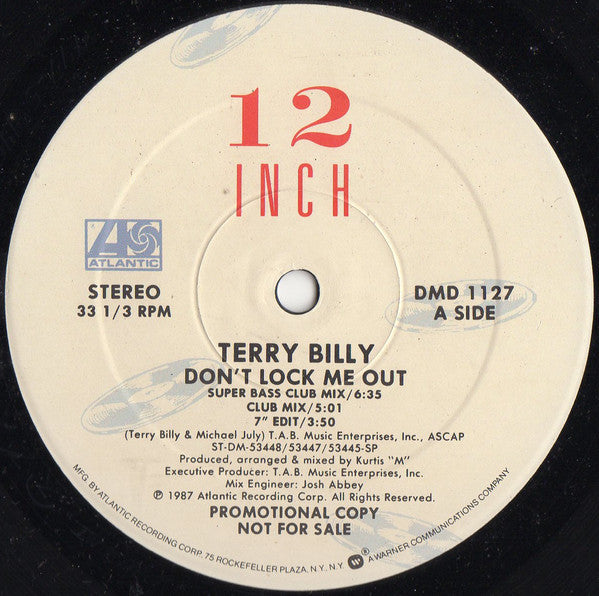 12
INCH
ATLANTIC
STEREO
33 1/3 RPM
DMD 1127
A SIDE
TERRY BILLY
DON'T LOCK ME OUT
SUPER BASS CLUB MIX/6:35
CLUB MIX/5:01
7" EDIT/3:50
(Terry Billy & Michael July) T.A.B. Music Enterprises, Inc., ASCAP
ST-DM-53448/53447/53445-SP
Produced, arranged & mixed by Kurtis "M"
Executive Producer: T.A.B. Music Enterprises, Inc.
Mix Engineer: Josh Abbey
℗ 1987 Atlantic Recording Corp. All Rights Reserved.
PROMOTIONAL COPY
NOT FOR SALE
MFG. BY ATLANTIC RECORDING CORP. 75 ROCKEFELLER PLAZA, N.Y., N.Y. ® A WARNER COMMUNICATIONS COMPANY